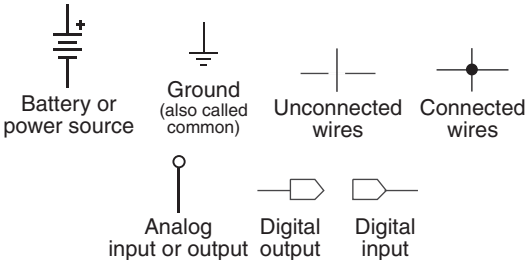 +
Battery or
power source
Ground
(also called
common)
Unconnected
wires
Connected
wires
Analog
input or output
Digital
output
Digital
input